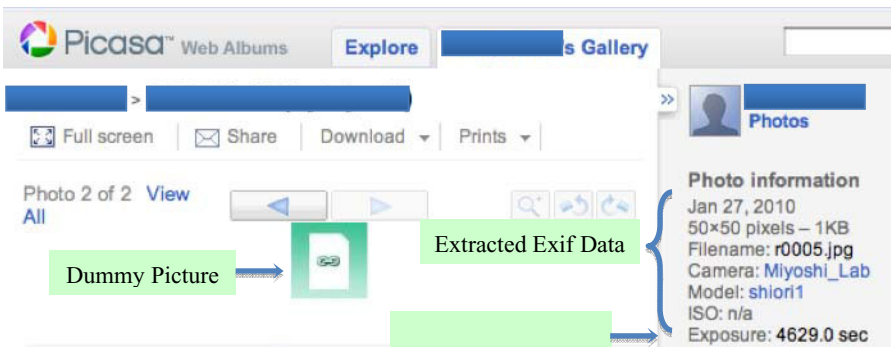 Picasa™ Web Albums
Explore
's Gallery
>
)
»
Full screen
Share
Download
Prints
Photos
Photo 2 of 2 View
All
Dummy Picture
Extracted Exif Data
Photo information
Jan 27, 2010
50×50 pixels – 1KB
Filename: r0005.jpg
Camera: Miyoshi_Lab
Model: shiori1
ISO: n/a
Exposure: 4629.0 sec